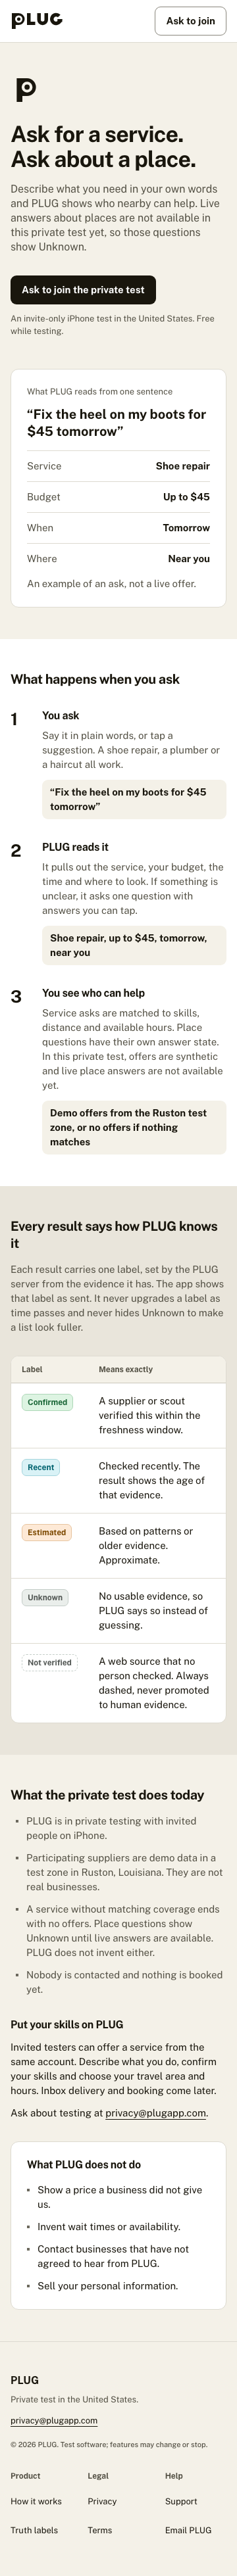 PLUG
Ask to join
Ask for a service.
Ask about a place.
Describe what you need in your own words
and PLUG shows who nearby can help. Live
answers about places are not available in
this private test yet, so those questions
show Unknown.
Ask to join the private test
An invite-only iPhone test in the United States. Free
while testing.
What PLUG reads from one sentence
“Fix the heel on my boots for
$45 tomorrow”
Service Shoe repair
Budget Up to $45
When Tomorrow
Where Near you
An example of an ask, not a live offer.
What happens when you ask
1 You ask
Say it in plain words, or tap a
suggestion. A shoe repair, a plumber or
a haircut all work.
“Fix the heel on my boots for $45
tomorrow”
2 PLUG reads it
It pulls out the service, your budget, the
time and where to look. If something is
unclear, it asks one question with
answers you can tap.
Shoe repair, up to $45, tomorrow,
near you
3 You see who can help
Service asks are matched to skills,
distance and available hours. Place
questions have their own answer state.
In this private test, offers are synthetic
and live place answers are not available
yet.
Demo offers from the Ruston test
zone, or no offers if nothing
matches
Every result says how PLUG knows
it
Each result carries one label, set by the PLUG
server from the evidence it has. The app shows
that label as sent. It never upgrades a label as
time passes and never hides Unknown to make
a list look fuller.
Label Means exactly
Confirmed A supplier or scout
verified this within the
freshness window.
Recent Checked recently. The
result shows the age of
that evidence.
Estimated Based on patterns or
older evidence.
Approximate.
Unknown No usable evidence, so
PLUG says so instead of
guessing.
Not verified A web source that no
person checked. Always
dashed, never promoted
to human evidence.
What the private test does today
• PLUG is in private testing with invited
people on iPhone.
• Participating suppliers are demo data in a
test zone in Ruston, Louisiana. They are not
real businesses.
• A service without matching coverage ends
with no offers. Place questions show
Unknown until live answers are available.
PLUG does not invent either.
• Nobody is contacted and nothing is booked
yet.
Put your skills on PLUG
Invited testers can offer a service from the
same account. Describe what you do, confirm
your skills and choose your travel area and
hours. Inbox delivery and booking come later.
Ask about testing at privacy@plugapp.com.
What PLUG does not do
• Show a price a business did not give
us.
• Invent wait times or availability.
• Contact businesses that have not
agreed to hear from PLUG.
• Sell your personal information.
PLUG
Private test in the United States.
privacy@plugapp.com
© 2026 PLUG. Test software; features may change or stop.
Product Legal Help
How it works Privacy Support
Truth labels Terms Email PLUG